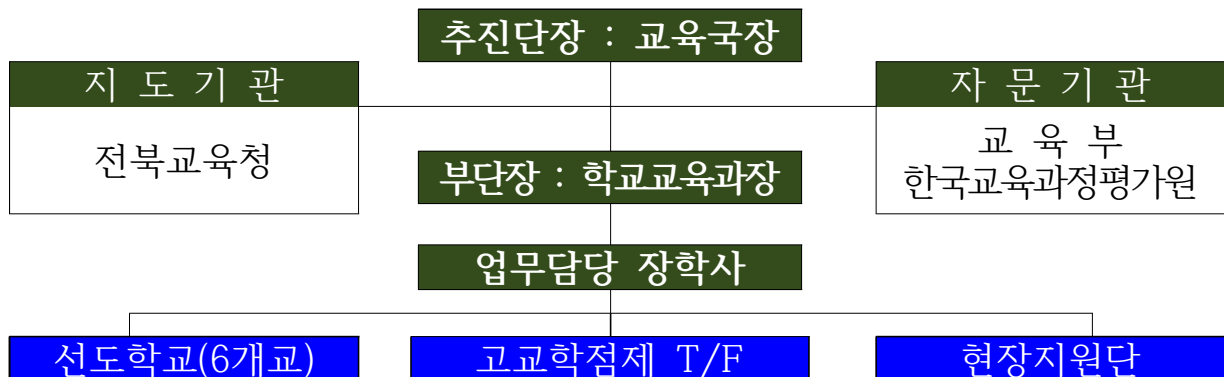 추진단장 : 교육국장
지 도 기 관
전북교육청
자 문 기 관
교 육 부
한국교육과정평가원
부단장 : 학교교육과장
업무담당 장학사
선도학교(6개교)
고교학점제 T/F
현장지원단